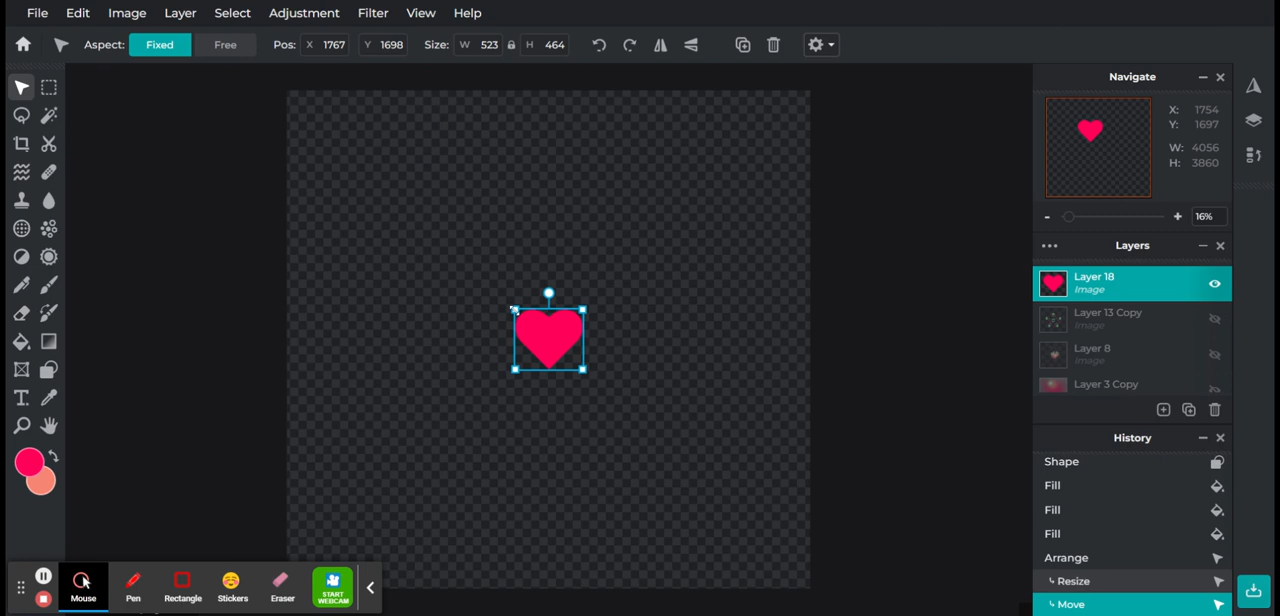 File Edit Image Layer Select Adjustment Filter View Help
Aspect: Fixed Free Pos: X 1767 Y 1698 Size: W 523 H 464
Navigate
X: 1754
Y: 1697
W: 4056
H: 3860
- + 16%
Layers
Layer 18
Image
Layer 13 Copy
Image
Layer 8
Image
Layer 3 Copy
History
Shape
Fill
Fill
Fill
Arrange
Resize
Move
T
Mouse Pen Rectangle Stickers Eraser
START
WEBCAM